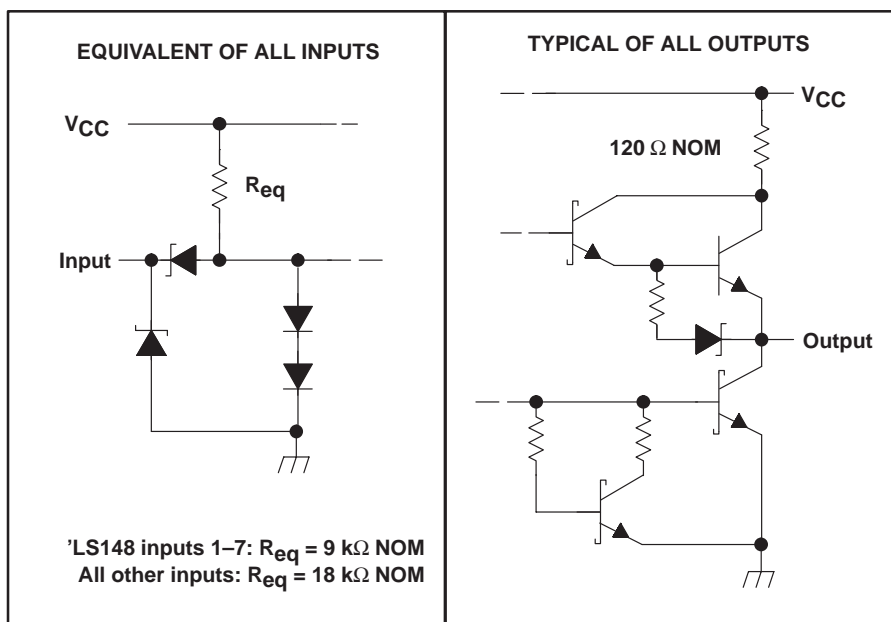 EQUIVALENT OF ALL INPUTS
VCC
Req
Input
'LS148 inputs 1–7: Req = 9 kΩ NOM
All other inputs: Req = 18 kΩ NOM
TYPICAL OF ALL OUTPUTS
VCC
120 Ω NOM
Output